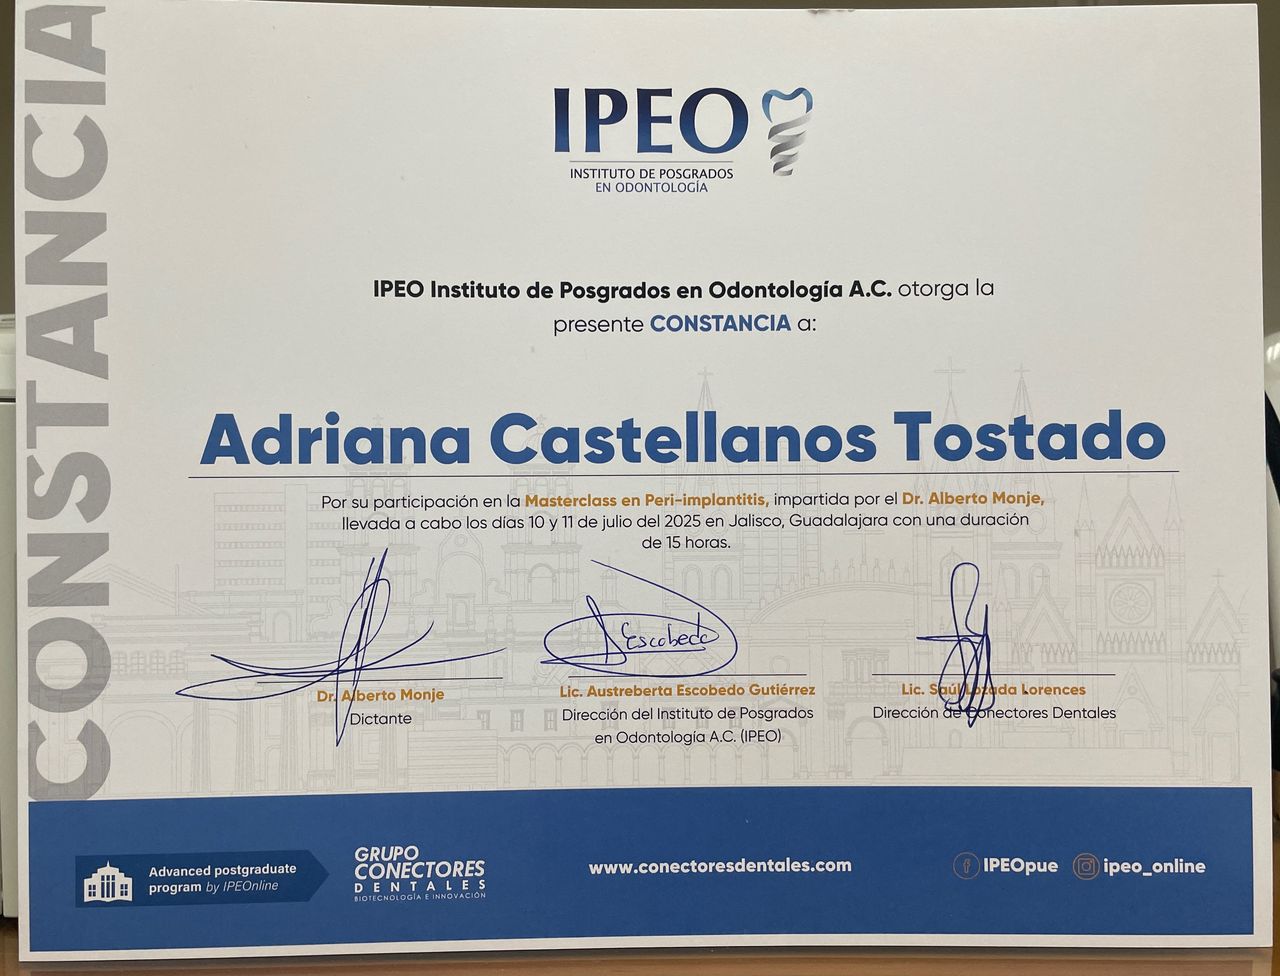 CONSTANCIA
IPEO
INSTITUTO DE POSGRADOS
EN ODONTOLOGÍA
IPEO Instituto de Posgrados en Odontología A.C. otorga la
presente CONSTANCIA a:
Adriana Castellanos Tostado
Por su participación en la Masterclass en Peri-implantitis, impartida por el Dr. Alberto Monje,
llevada a cabo los días 10 y 11 de julio del 2025 en Jalisco, Guadalajara con una duración
de 15 horas.
Escobedo
Dr. Alberto Monje
Dictante
Lic. Austreberta Escobedo Gutiérrez
Dirección del Instituto de Posgrados
en Odontología A.C. (IPEO)
Lic. Saúl Lozada Lorences
Dirección de Conectores Dentales
Advanced postgraduate
program by IPEOnline
GRUPO
CONECTORES
DENTALES
BIOTECNOLOGÍA E INNOVACIÓN
www.conectoresdentales.com
IPEOpue
ipeo_online